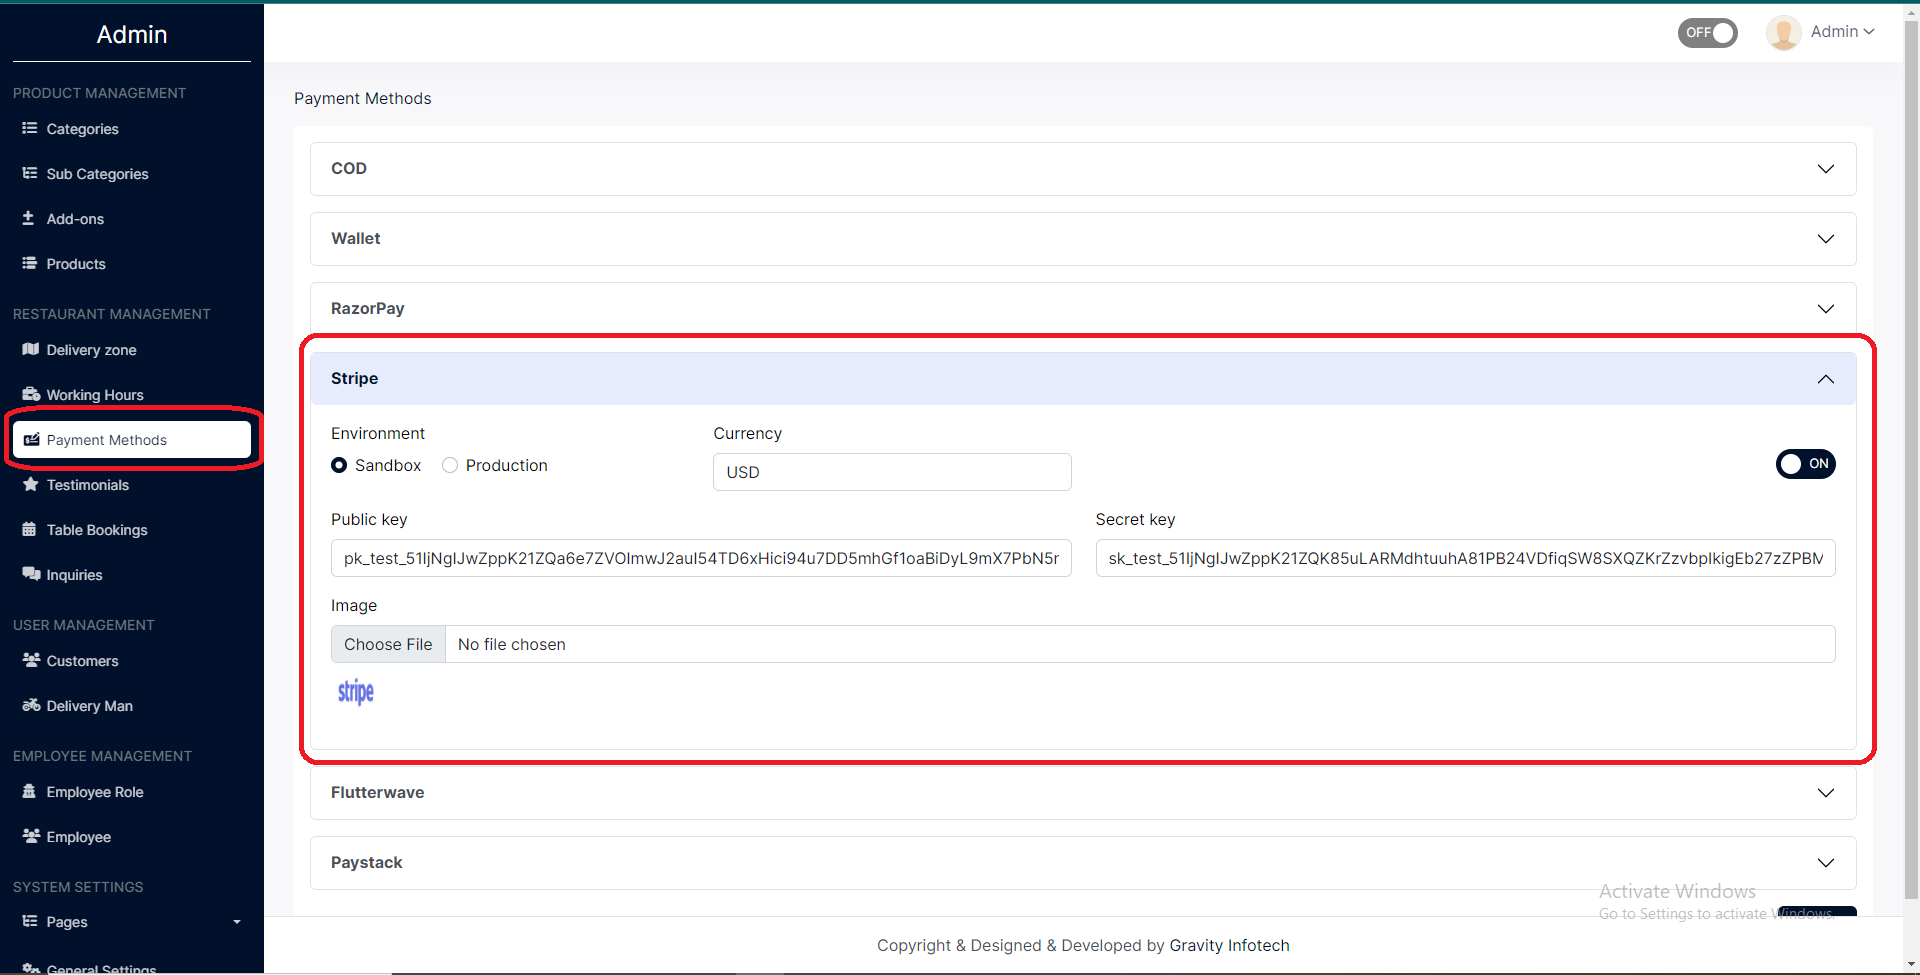 Admin
PRODUCT MANAGEMENT
Categories
Sub Categories
Add-ons
Products
RESTAURANT MANAGEMENT
Delivery zone
Working Hours
Payment Methods
Testimonials
Table Bookings
Inquiries
USER MANAGEMENT
Customers
Delivery Man
EMPLOYEE MANAGEMENT
Employee Role
Employee
SYSTEM SETTINGS
Pages
General Settings
OFF
Admin
Payment Methods
COD
Wallet
RazorPay
Stripe
Environment
Currency
Sandbox Production
USD
ON
Public key
Secret key
Image
Choose File No file chosen
stripe
Flutterwave
Paystack
Activate Windows
Go to Settings to activate Windows.
Copyright & Designed & Developed by Gravity Infotech